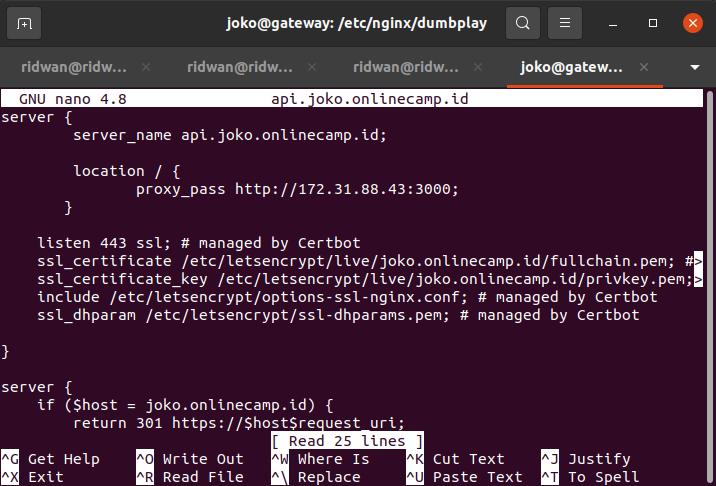 joko@gateway: /etc/nginx/dumbplay
ridwan@ridw... × ridwan@ridw... × ridwan@ridw... × joko@gatew... ×
GNU nano 4.8 api.joko.onlinecamp.id
server {
server_name api.joko.onlinecamp.id;
location / {
proxy_pass http://172.31.88.43:3000;
}
listen 443 ssl; # managed by Certbot
ssl_certificate /etc/letsencrypt/live/joko.onlinecamp.id/fullchain.pem; #>
ssl_certificate_key /etc/letsencrypt/live/joko.onlinecamp.id/privkey.pem;>
include /etc/letsencrypt/options-ssl-nginx.conf; # managed by Certbot
ssl_dhparam /etc/letsencrypt/ssl-dhparams.pem; # managed by Certbot
}
server {
if ($host = joko.onlinecamp.id) {
return 301 https://$host$request_uri;
[ Read 25 lines ]
^G Get Help ^O Write Out ^W Where Is ^K Cut Text ^J Justify
^X Exit ^R Read File ^\ Replace ^U Paste Text ^T To Spell